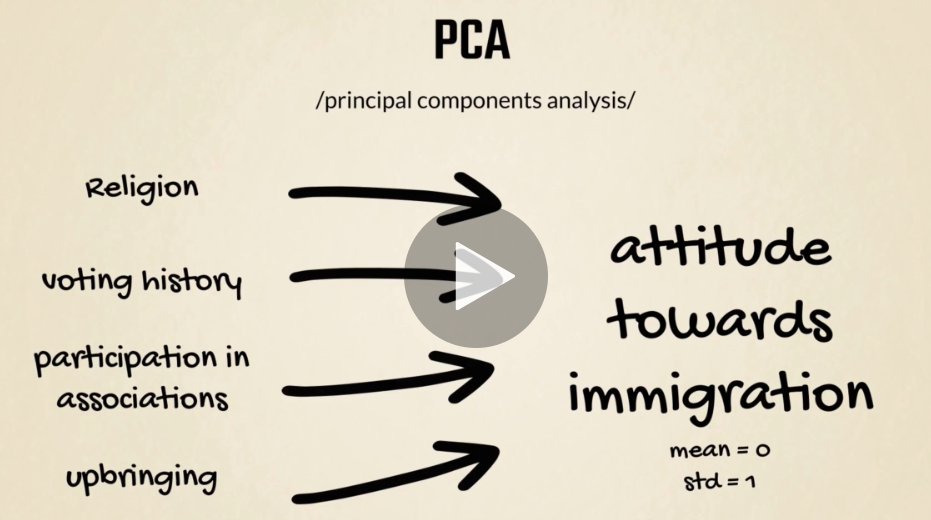 PCA
/principal components analysis/
Religion
voting history
participation in
associations
upbringing
attitude
towards
immigration
mean = 0
std = 1